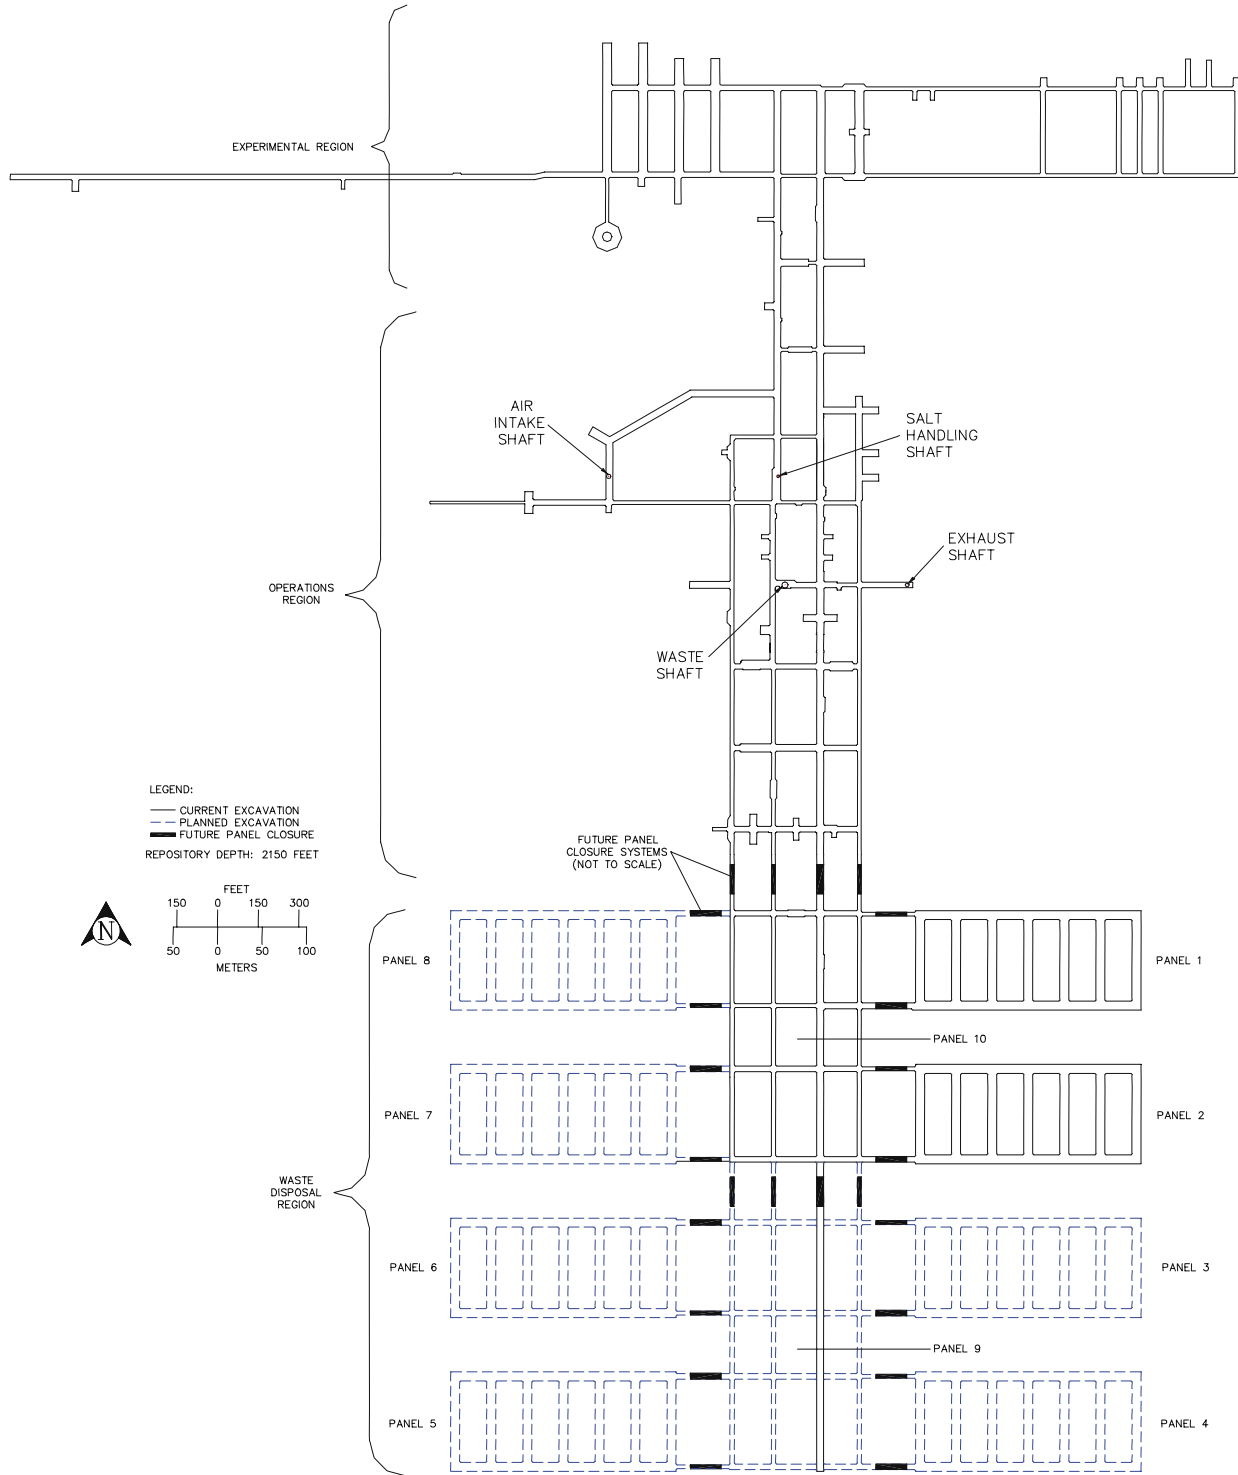 EXPERIMENTAL REGION
AIR
INTAKE
SHAFT
SALT
HANDLING
SHAFT
EXHAUST
SHAFT
OPERATIONS
REGION
WASTE
SHAFT
LEGEND:
CURRENT EXCAVATION
PLANNED EXCAVATION
FUTURE PANEL CLOSURE
REPOSITORY DEPTH: 2150 FEET
FUTURE PANEL
CLOSURE SYSTEMS
(NOT TO SCALE)
N
FEET
150 0 150 300
50 0 50 100
METERS
PANEL 8
PANEL 1
PANEL 10
PANEL 7
PANEL 2
WASTE
DISPOSAL
REGION
PANEL 6
PANEL 3
PANEL 9
PANEL 5
PANEL 4